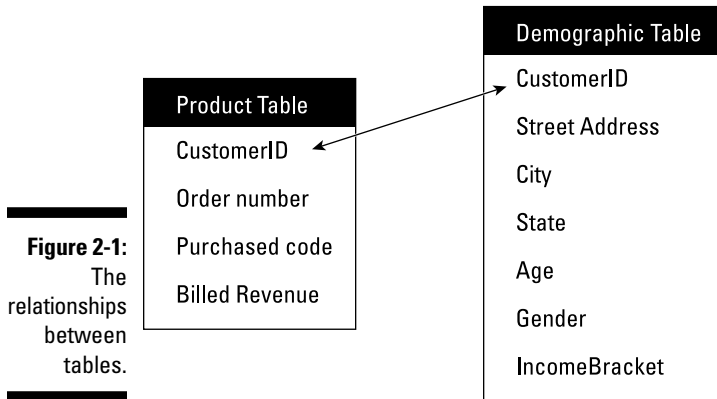 Figure 2-1:
The
relationships
between
tables.
Product Table
CustomerID
Order number
Purchased code
Billed Revenue
Demographic Table
CustomerID
Street Address
City
State
Age
Gender
IncomeBracket